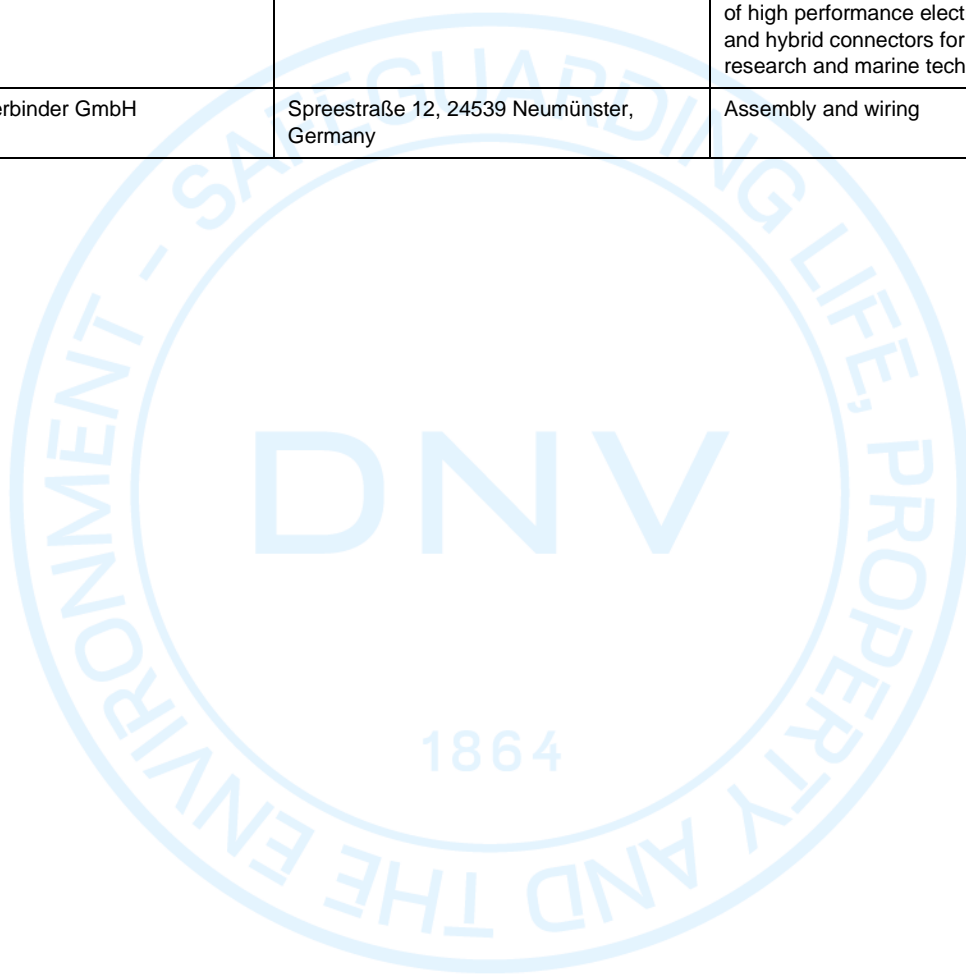 of high performance elect
and hybrid connectors for
research and marine tech
erbinder GmbH
Spreestraße 12, 24539 Neumünster,
Germany
Assembly and wiring
SAFEGUARDING LIFE, PROPERTY AND THE ENVIRONMENT -
DNV
1864